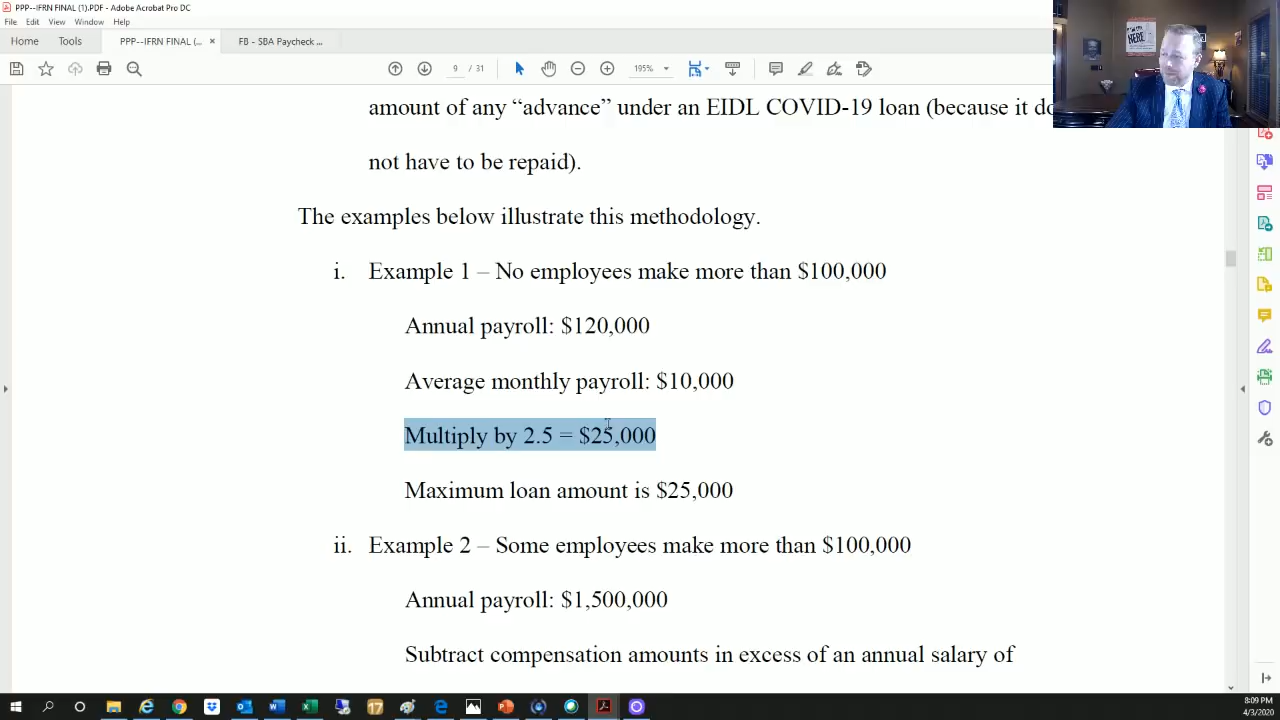 PPP--IFRN FINAL (1).PDF - Adobe Acrobat Pro DC
File Edit View Window Help
Home Tools PPP--IFRN FINAL (... × FB - SBA Paycheck ...
9 / 31 195%
HERE
amount of any “advance” under an EIDL COVID-19 loan (because it do
not have to be repaid).
The examples below illustrate this methodology.
i. Example 1 – No employees make more than $100,000
Annual payroll: $120,000
Average monthly payroll: $10,000
Multiply by 2.5 = $25,000
Maximum loan amount is $25,000
ii. Example 2 – Some employees make more than $100,000
Annual payroll: $1,500,000
Subtract compensation amounts in excess of an annual salary of
17
8:09 PM
4/3/2020